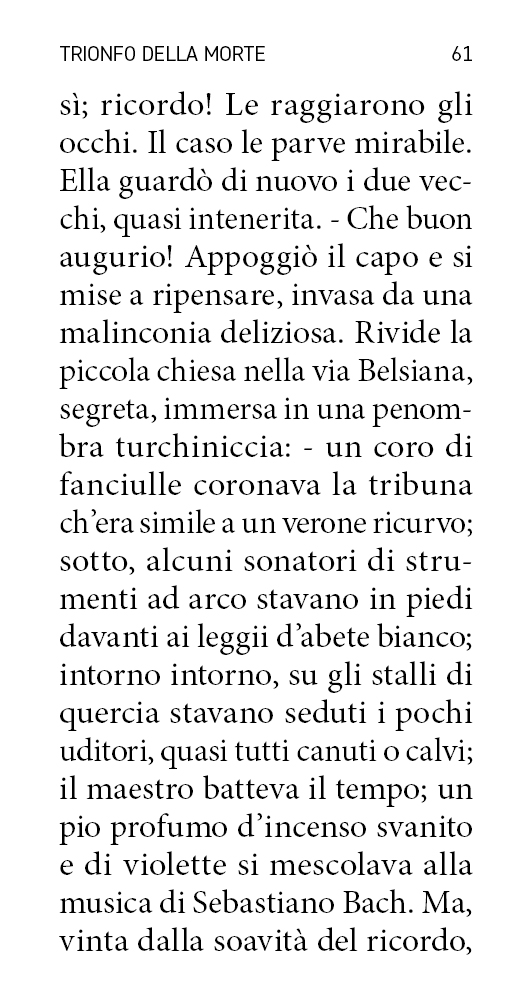 TRIONFO DELLA MORTE 61
sì; ricordo! Le raggiarono gli
occhi. Il caso le parve mirabile.
Ella guardò di nuovo i due vec-
chi, quasi intenerita. - Che buon
augurio! Appoggiò il capo e si
mise a ripensare, invasa da una
malinconia deliziosa. Rivide la
piccola chiesa nella via Belsiana,
segreta, immersa in una penom-
bra turchiniccia: - un coro di
fanciulle coronava la tribuna
ch’era simile a un verone ricurvo;
sotto, alcuni sonatori di stru-
menti ad arco stavano in piedi
davanti ai leggii d’abete bianco;
intorno intorno, su gli stalli di
quercia stavano seduti i pochi
uditori, quasi tutti canuti o calvi;
il maestro batteva il tempo; un
pio profumo d’incenso svanito
e di violette si mescolava alla
musica di Sebastiano Bach. Ma,
vinta dalla soavità del ricordo,